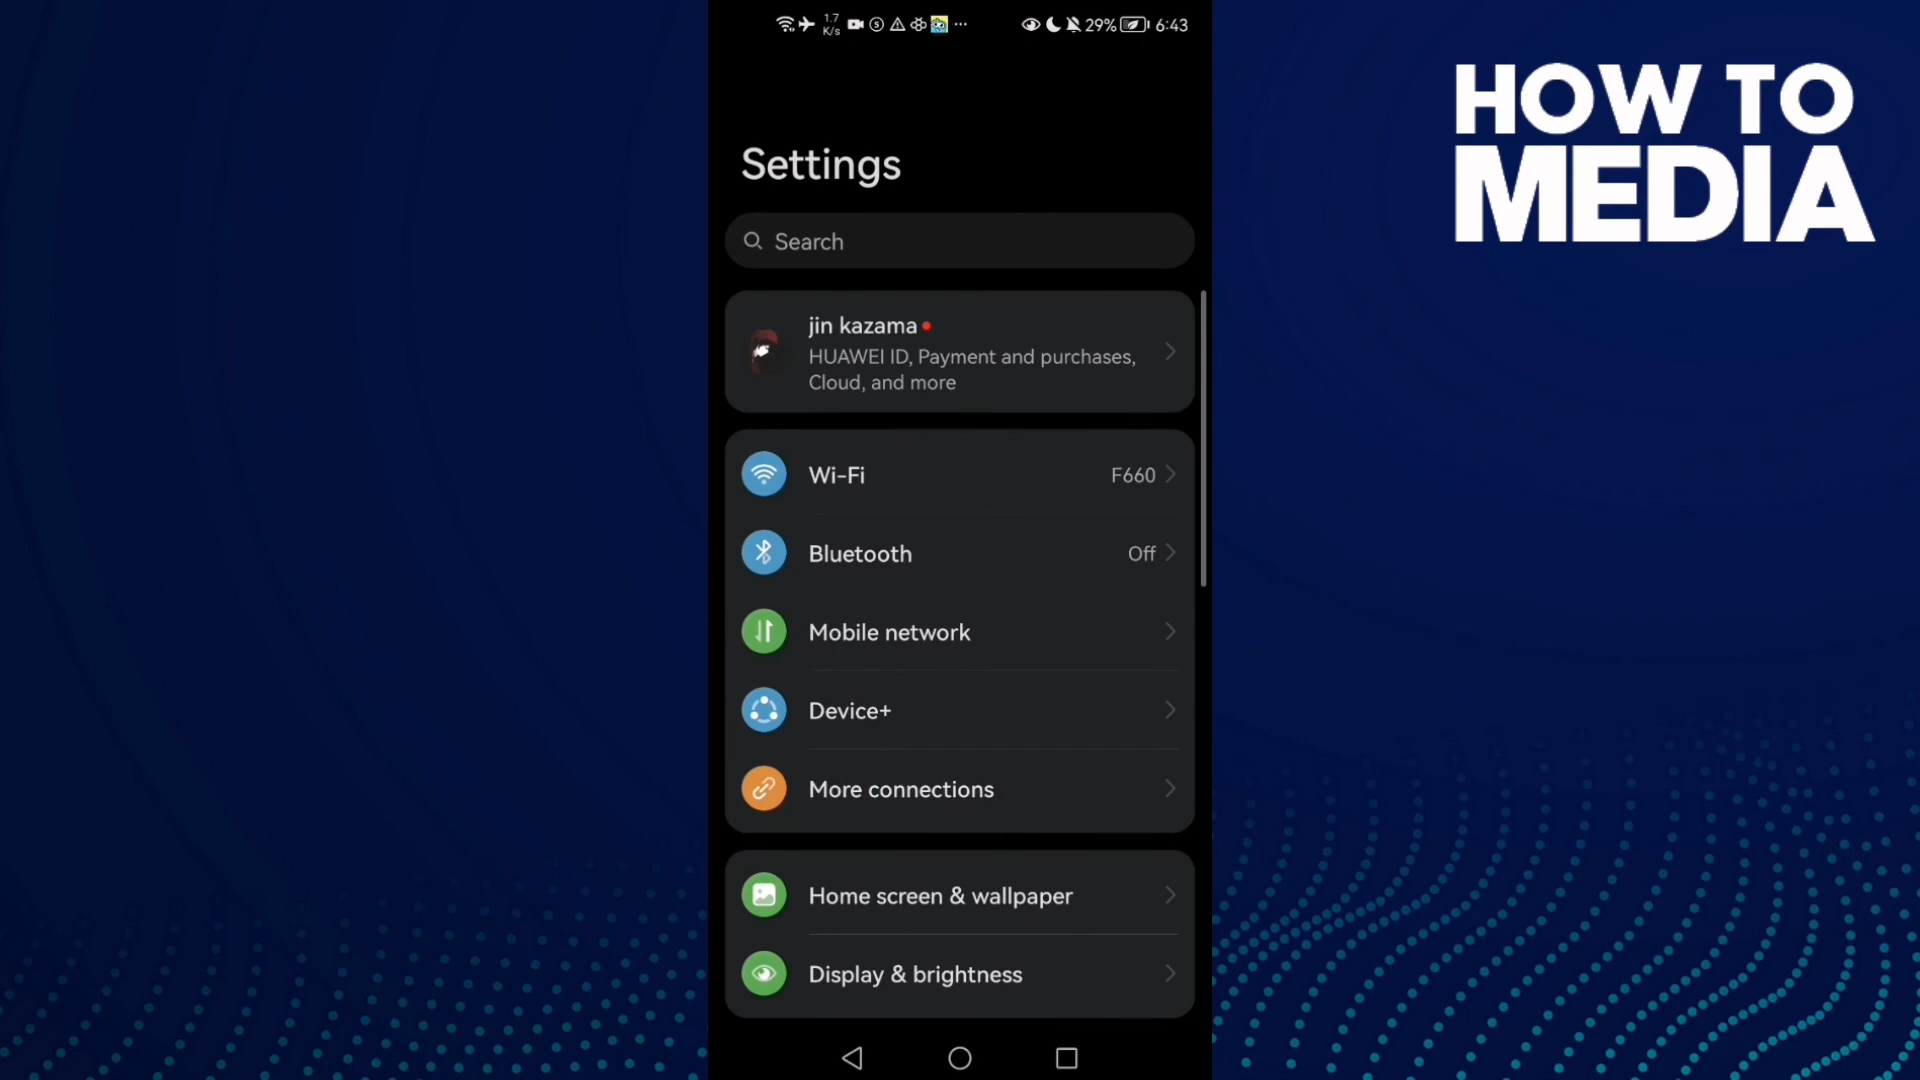 1.7
K/s
29%
6:43
HOW TO
MEDIA
Settings
Search
jin kazama
HUAWEI ID, Payment and purchases,
Cloud, and more
Wi-Fi F660
Bluetooth Off
Mobile network
Device+
More connections
Home screen & wallpaper
Display & brightness